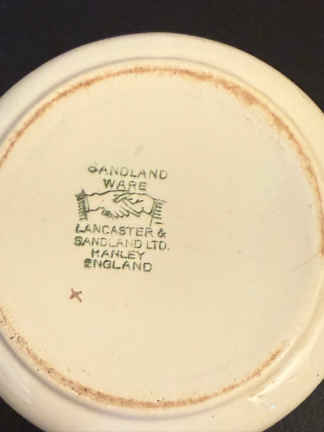 SANDLAND
WARE
LANCASTER &
SANDLAND LTD.
HANLEY
ENGLAND